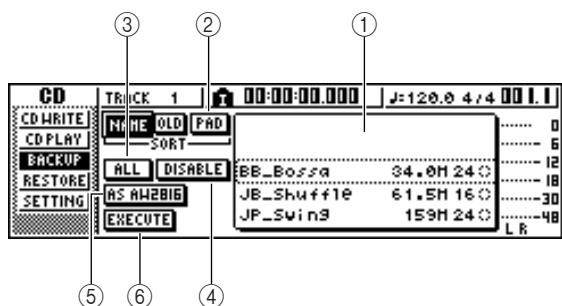 ③ ② ①
CD TRACK 1 00:00:00.000 ♩=120.0 4/4 001.1
CD WRITE NAME OLD PAD 0
CD PLAY SORT 6
BACKUP ALL DISABLE BB_Bossa 34.0M 24 12
RESTORE 18
SETTING AS AW2816 JB_Shuffle 61.5M 16 30
EXECUTE JP_Swing 159M 24 48
L R
⑤ ⑥ ④